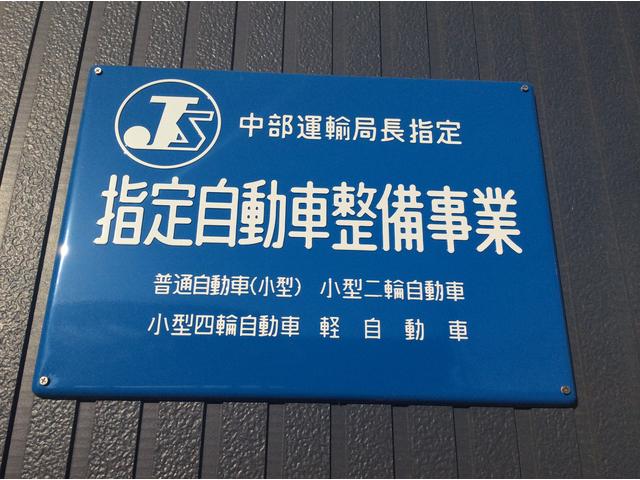 JS
中部運輸局長指定
指定自動車整備事業
普通自動車(小型) 小型二輪自動車
小型四輪自動車 軽自動車